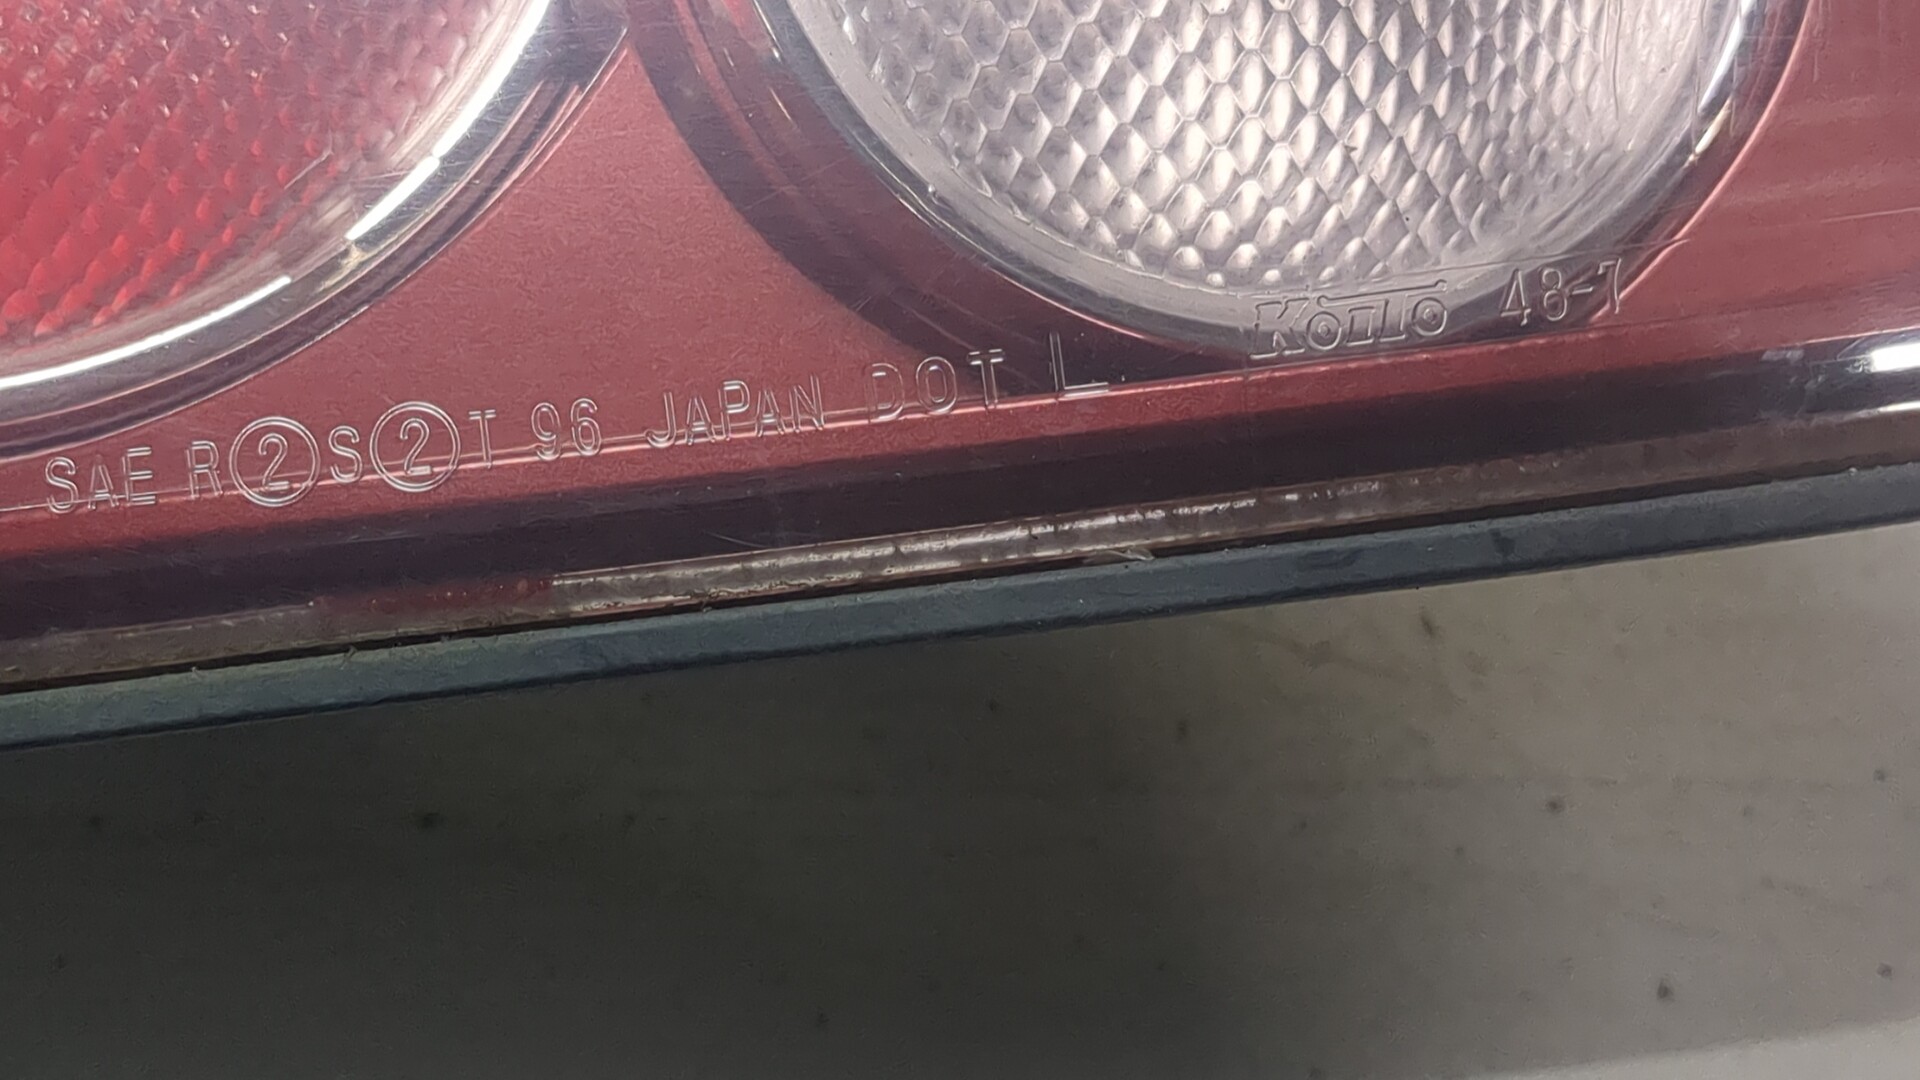 SAE R②S②T 96 JAPAN DOT L
KOITO 48-7